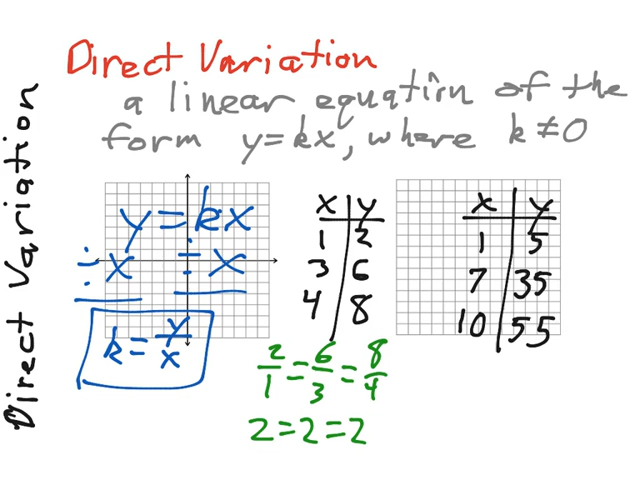 Direct Variation
a linear equation of the
form y=kx, where k≠0
Direct Variation
y=kx
÷x ÷x
k=y/x
x y
1 2
3 6
4 8
2/1=6/3=8/4
2=2=2
x y
1 5
7 35
10 55